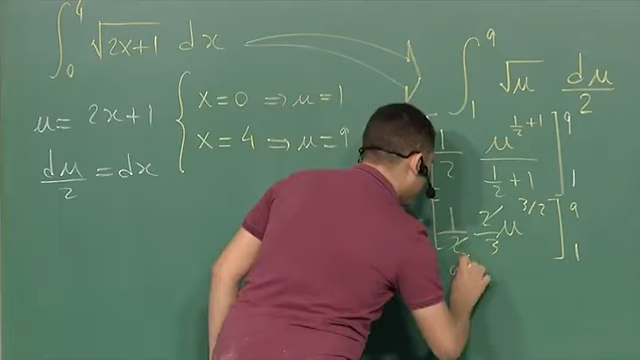 ∫₀⁴ √(2x+1) dx
∫₁⁹ √u du/2
u = 2x+1
x=0 ⇒ u=1
x=4 ⇒ u=9
du/2 = dx
[1/2 u^(1/2+1)/(1/2+1)]₁⁹
[1/2 2/3 u^(3/2)]₁⁹